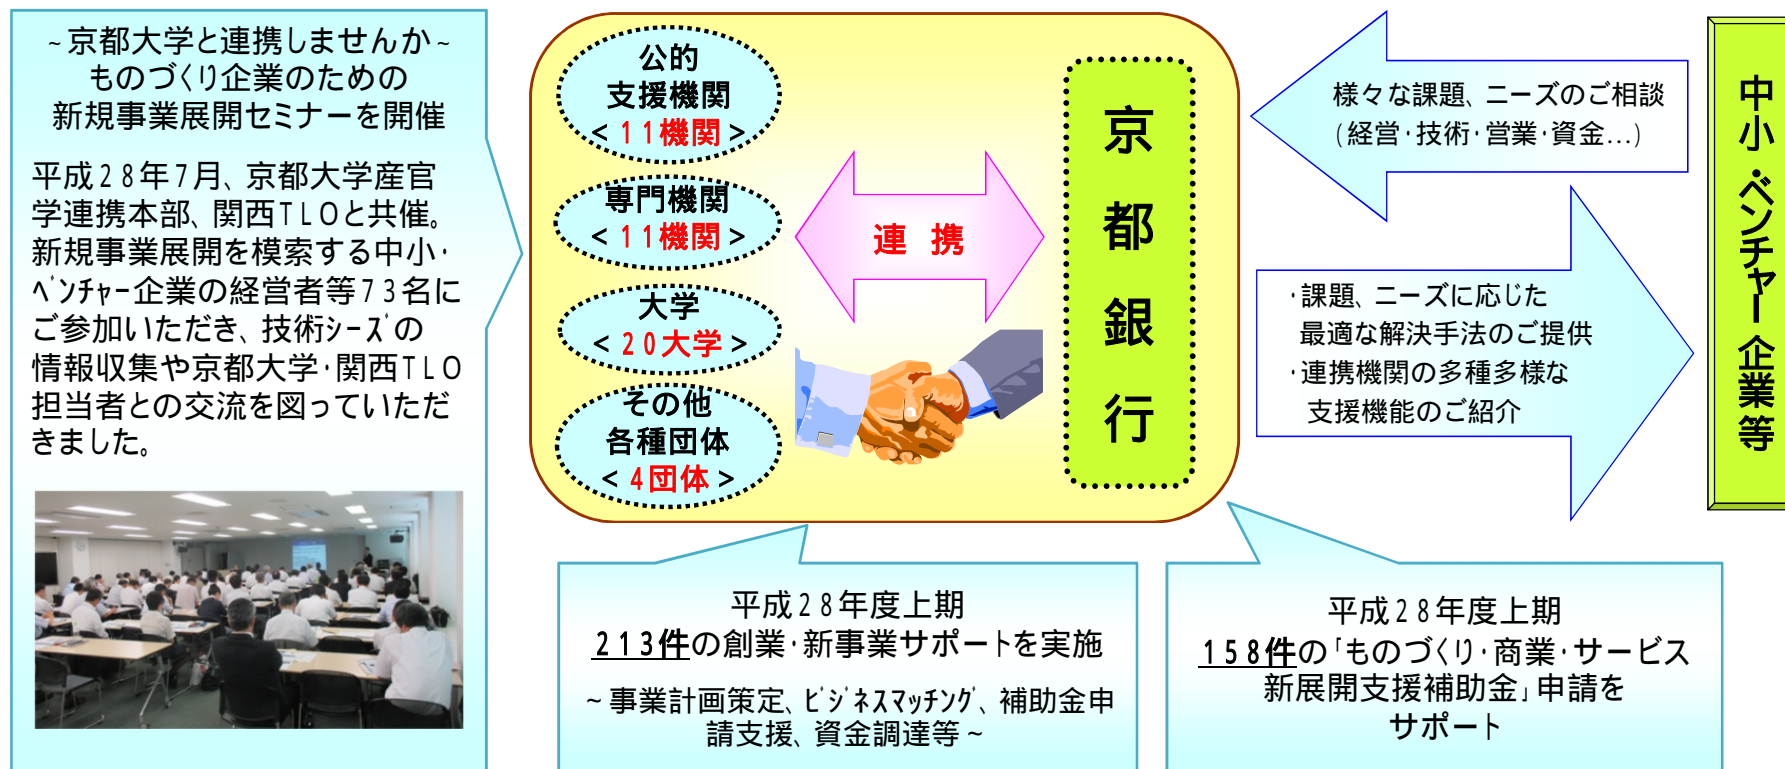 ~京都大学と連携しませんか~
ものづくり企業のための
新規事業展開セミナーを開催
平成28年7月、京都大学産官
学連携本部、関西TLOと共催。
新規事業展開を模索する中小・
ベンチャー企業の経営者等73名に
ご参加いただき、技術シーズの
情報収集や京都大学・関西TLO
担当者との交流を図っていただ
きました。
公的
支援機関
<11機関>
専門機関
<11機関>
大学
<20大学>
その他
各種団体
<4団体>
連 携
京都銀行
様々な課題、ニーズのご相談
(経営・技術・営業・資金…)
・課題、ニーズに応じた
最適な解決手法のご提供
・連携機関の多種多様な
支援機能のご紹介
中小・ベンチャー企業等
平成28年度上期
213件の創業・新事業サポートを実施
~事業計画策定、ビジネスマッチング、補助金申
請支援、資金調達等~
平成28年度上期
158件の「ものづくり・商業・サービス
新展開支援補助金」申請を
サポート